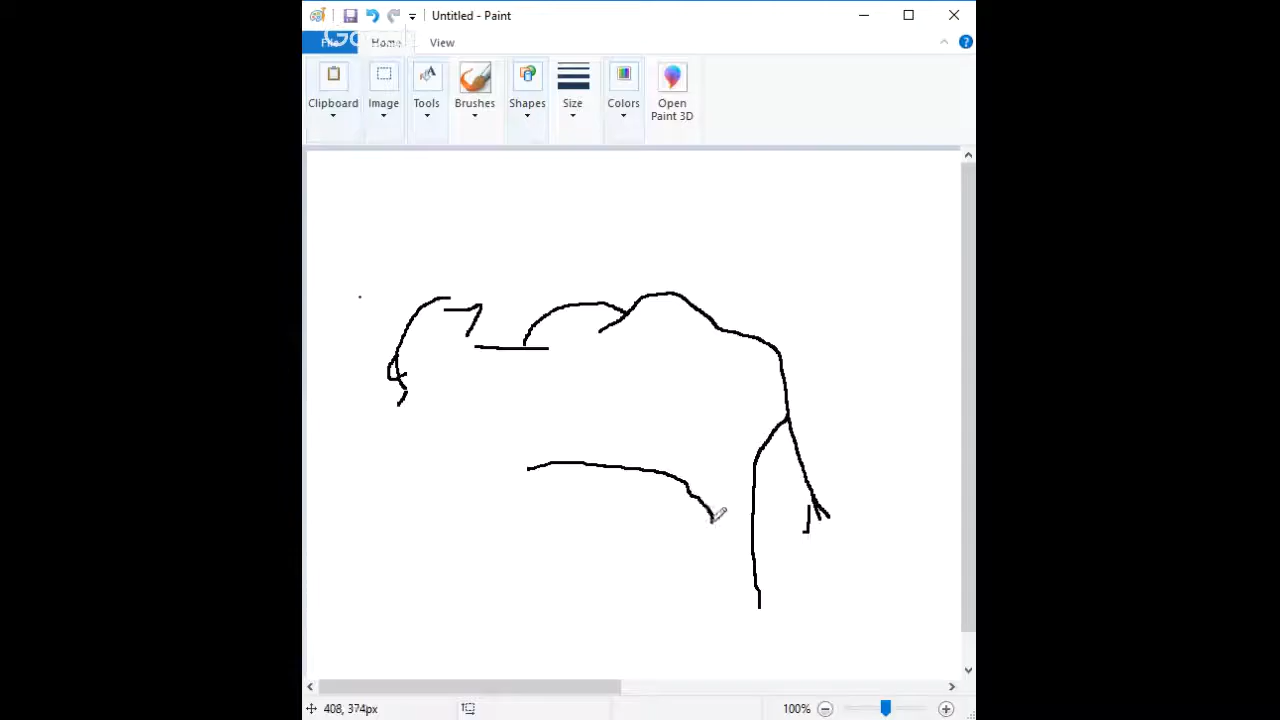 Untitled - Paint
File
Home
View
Clipboard
Image
Tools
Brushes
Shapes
Size
Colors
Open
Paint 3D
408, 374px
100%